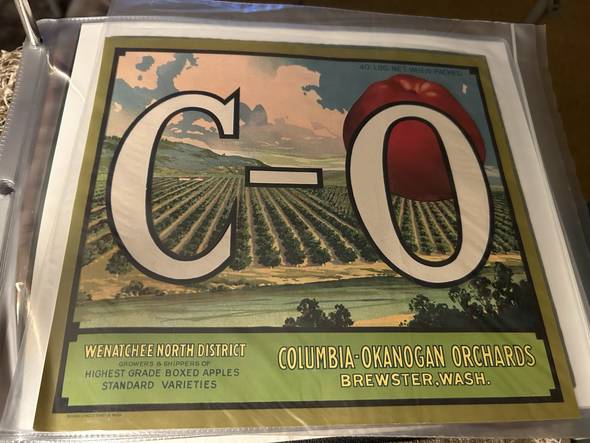 40 LBS. NET WHEN PACKED
C-O
WENATCHEE NORTH DISTRICT
GROWERS & SHIPPERS OF
HIGHEST GRADE BOXED APPLES
STANDARD VARIETIES
COLUMBIA-OKANOGAN ORCHARDS
BREWSTER, WASH.